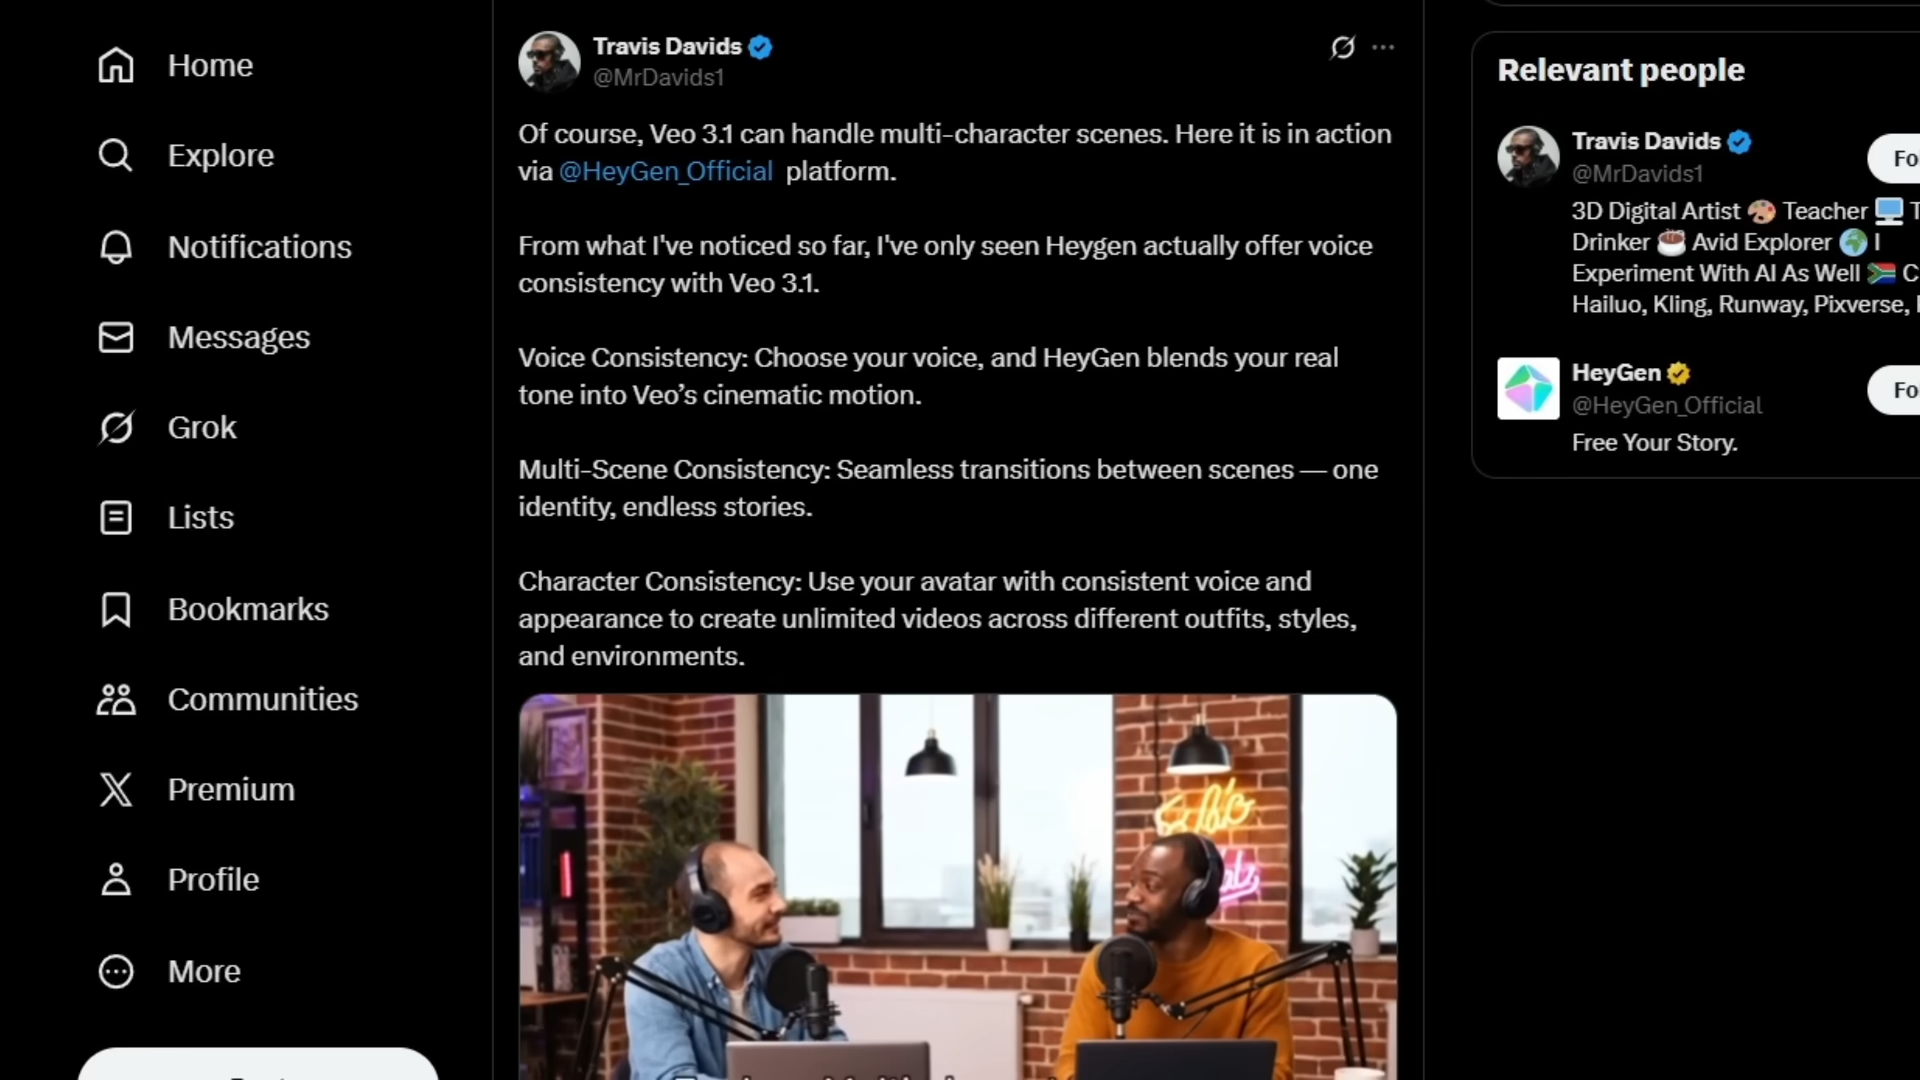 Home
Explore
Notifications
Messages
Grok
Lists
Bookmarks
Communities
Premium
Profile
More
Travis Davids
@MrDavids1
Of course, Veo 3.1 can handle multi-character scenes. Here it is in action
via @HeyGen_Official platform.
From what I've noticed so far, I've only seen Heygen actually offer voice
consistency with Veo 3.1.
Voice Consistency: Choose your voice, and HeyGen blends your real
tone into Veo’s cinematic motion.
Multi-Scene Consistency: Seamless transitions between scenes — one
identity, endless stories.
Character Consistency: Use your avatar with consistent voice and
appearance to create unlimited videos across different outfits, styles,
and environments.
Relevant people
Travis Davids
@MrDavids1
Fo
3D Digital Artist 🎨 Teacher 🖥️ T
Drinker ☕ Avid Explorer 🌍 I
Experiment With AI As Well 🇿🇦 C
Hailuo, Kling, Runway, Pixverse,
HeyGen
@HeyGen_Official
Fo
Free Your Story.